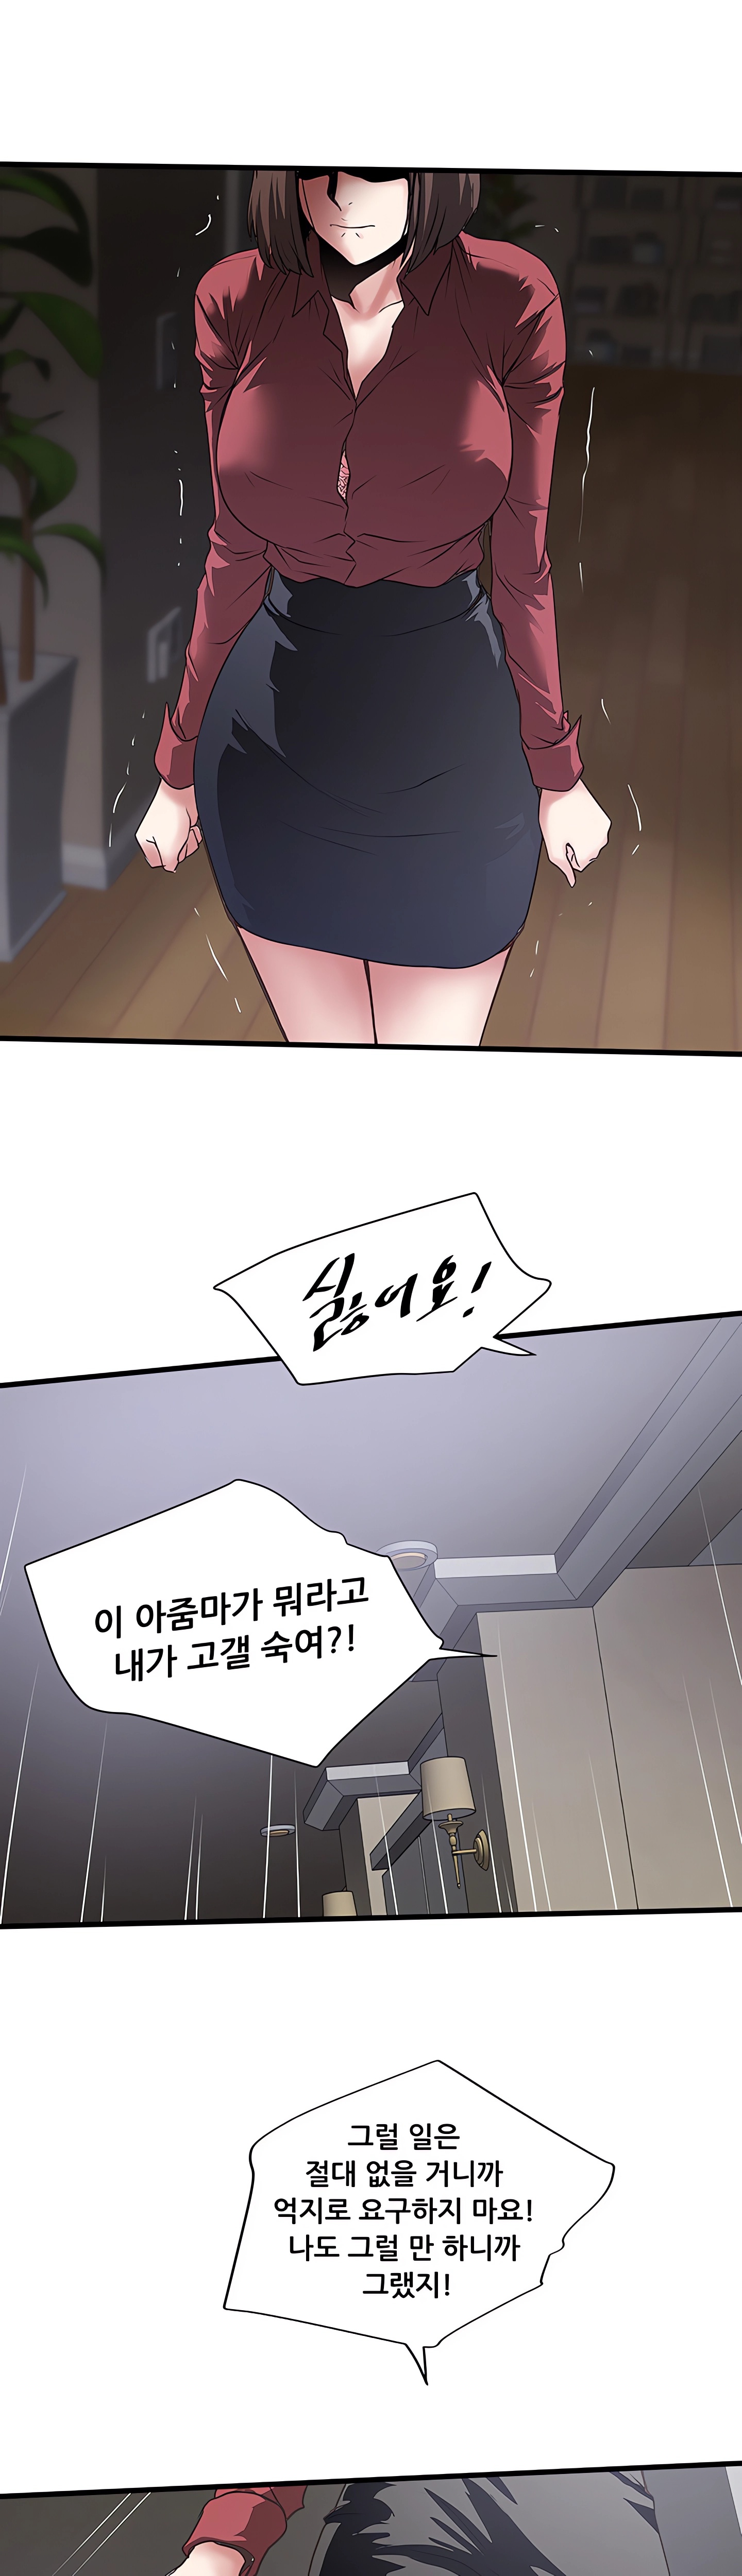 싫어요!
이 아줌마가 뭐라고
내가 고갤 숙여?!
그럴 일은
절대 없을 거니까
억지로 요구하지 마요!
나도 그럴 만 하니까
그랬지!